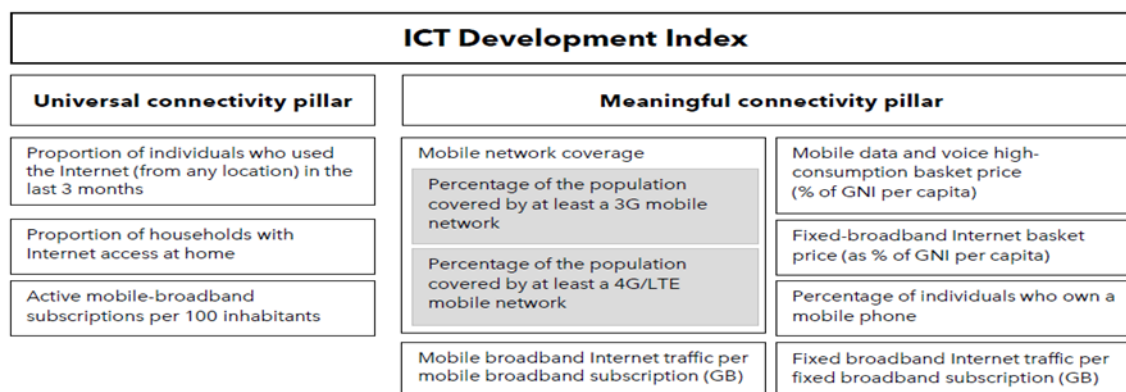 ICT Development Index
Universal connectivity pillar
Proportion of individuals who used
the Internet (from any location) in the
last 3 months
Proportion of households with
Internet access at home
Active mobile-broadband
subscriptions per 100 inhabitants
Meaningful connectivity pillar
Mobile network coverage
Percentage of the population
covered by at least a 3G mobile
network
Percentage of the population
covered by at least a 4G/LTE
mobile network
Mobile broadband Internet traffic per
mobile broadband subscription (GB)
Mobile data and voice high-
consumption basket price
(% of GNI per capita)
Fixed-broadband Internet basket
price (as % of GNI per capita)
Percentage of individuals who own a
mobile phone
Fixed broadband Internet traffic per
fixed broadband subscription (GB)